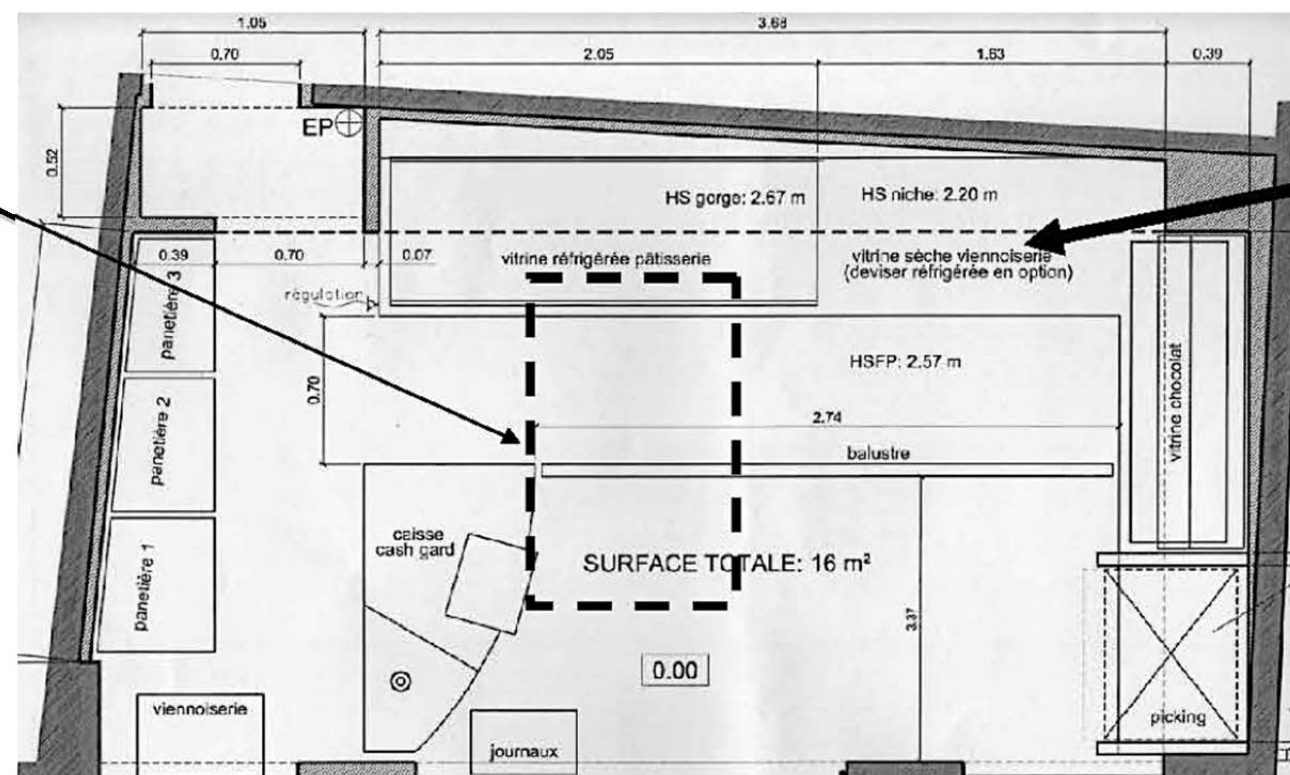 1.05
3.68
0.70
2.05
1.63
0.39
EP
0.52
HS gorge: 2.67 m
HS niche: 2.20 m
0.39
0.70
0.07
vitrine réfrigérée pâtisserie
vitrine sèche viennoiserie
(deviser réfrigérée en option)
régulation
panetière 3
HSFP: 2.57 m
0.70
panetière 2
2.74
vitrine chocolat
balustre
caisse
cash gard
SURFACE TOTALE: 16 m²
panetière 1
3.37
0.00
viennoiserie
picking
journaux